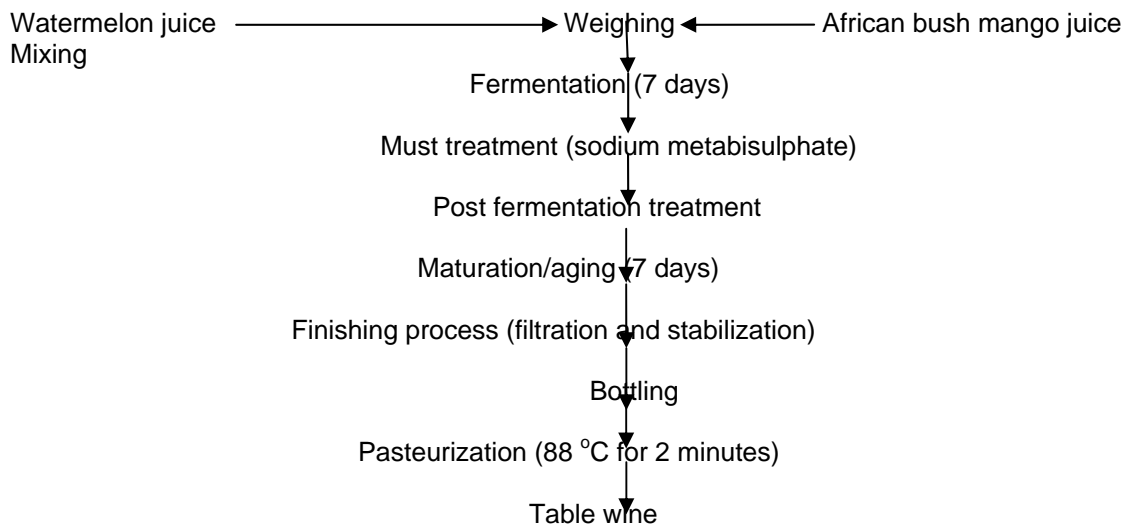 Watermelon juice Weighing African bush mango juice
Mixing
Fermentation (7 days)
Must treatment (sodium metabisulphate)
Post fermentation treatment
Maturation/aging (7 days)
Finishing process (filtration and stabilization)
Bottling
Pasteurization (88 °C for 2 minutes)
Table wine